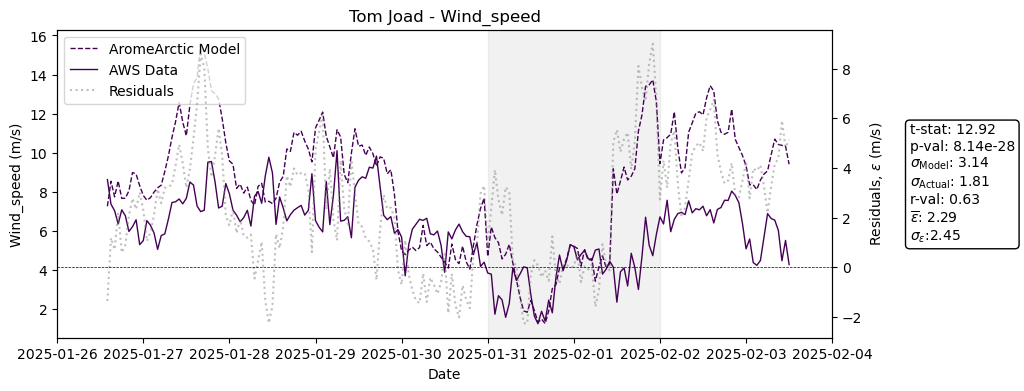 Tom Joad - Wind_speed
AromeArctic Model
AWS Data
Residuals
Wind_speed (m/s)
16
14
12
10
8
6
4
2
8
6
4
2
0
−2
Residuals, ε (m/s)
t-stat: 12.92
p-val: 8.14e-28
σModel: 3.14
σActual: 1.81
r-val: 0.63
ε̅: 2.29
σε:2.45
2025-01-26 2025-01-27 2025-01-28 2025-01-29 2025-01-30 2025-01-31 2025-02-01 2025-02-02 2025-02-03 2025-02-04
Date